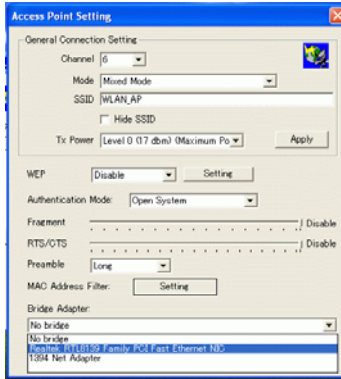 Access Point Setting
General Connection Setting
Channel 6
Mode Mixed Mode
SSID WLAN_AP
Hide SSID
Tx Power Level 0 (17 dbm) (Maximum Po Apply
WEP Disable Setting
Authentication Mode: Open System
Fragment Disable
RTS/CTS Disable
Preamble Long
MAC Address Filter: Setting
Bridge Adapter:
No bridge
No bridge
Realtek RTL8139 Family PCI Fast Ethernet NIC
1394 Net Adapter